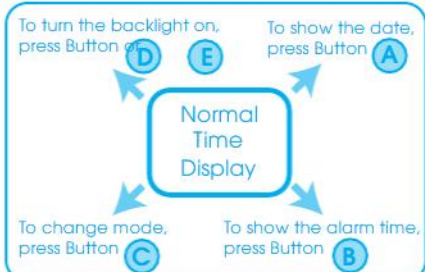 To turn the backlight on,
press Button or D E
To show the date,
press Button A
Normal
Time
Display
To change mode,
press Button C
To show the alarm time,
press Button B